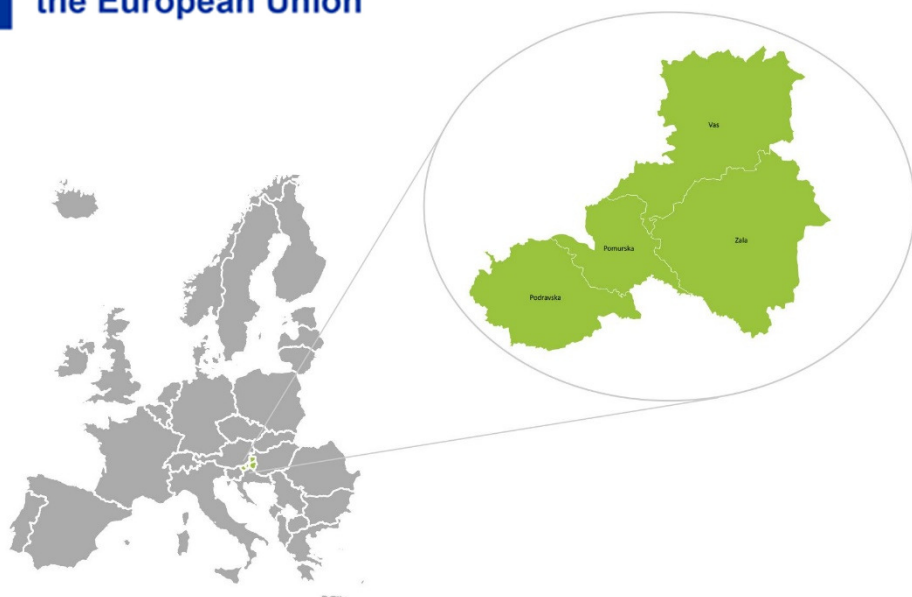 the European Union
Vas
Zala
Pomurska
Podravska